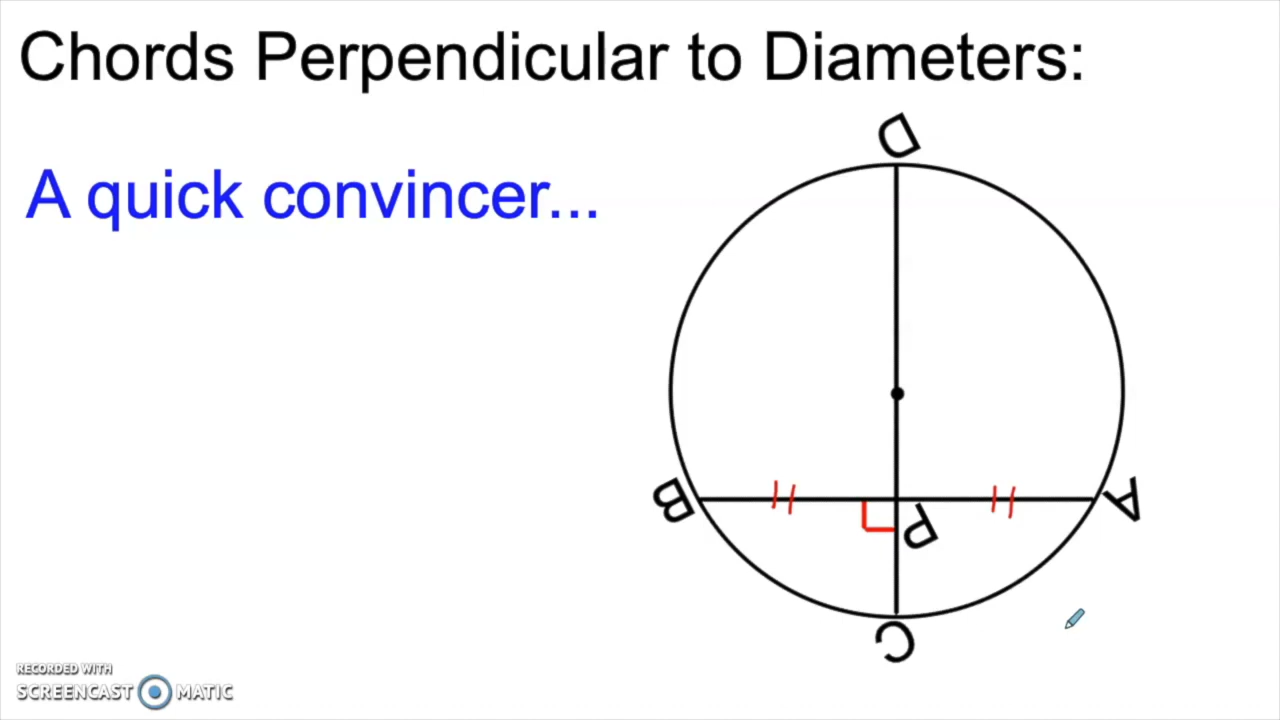 Chords Perpendicular to Diameters:
A quick convincer...
D
B
A
P
C
RECORDED WITH
SCREENCAST MATIC